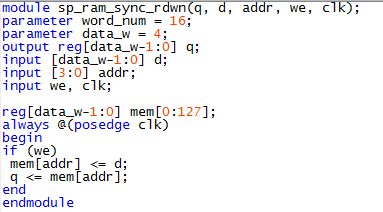 module sp_ram_sync_rdwn(q, d, addr, we, clk);
parameter word_num = 16;
parameter data_w = 4;
output reg[data_w-1:0] q;
input [data_w-1:0] d;
input [3:0] addr;
input we, clk;
reg[data_w-1:0] mem[0:127];
always @(posedge clk)
begin
if (we)
mem[addr] <= d;
q <= mem[addr];
end
endmodule